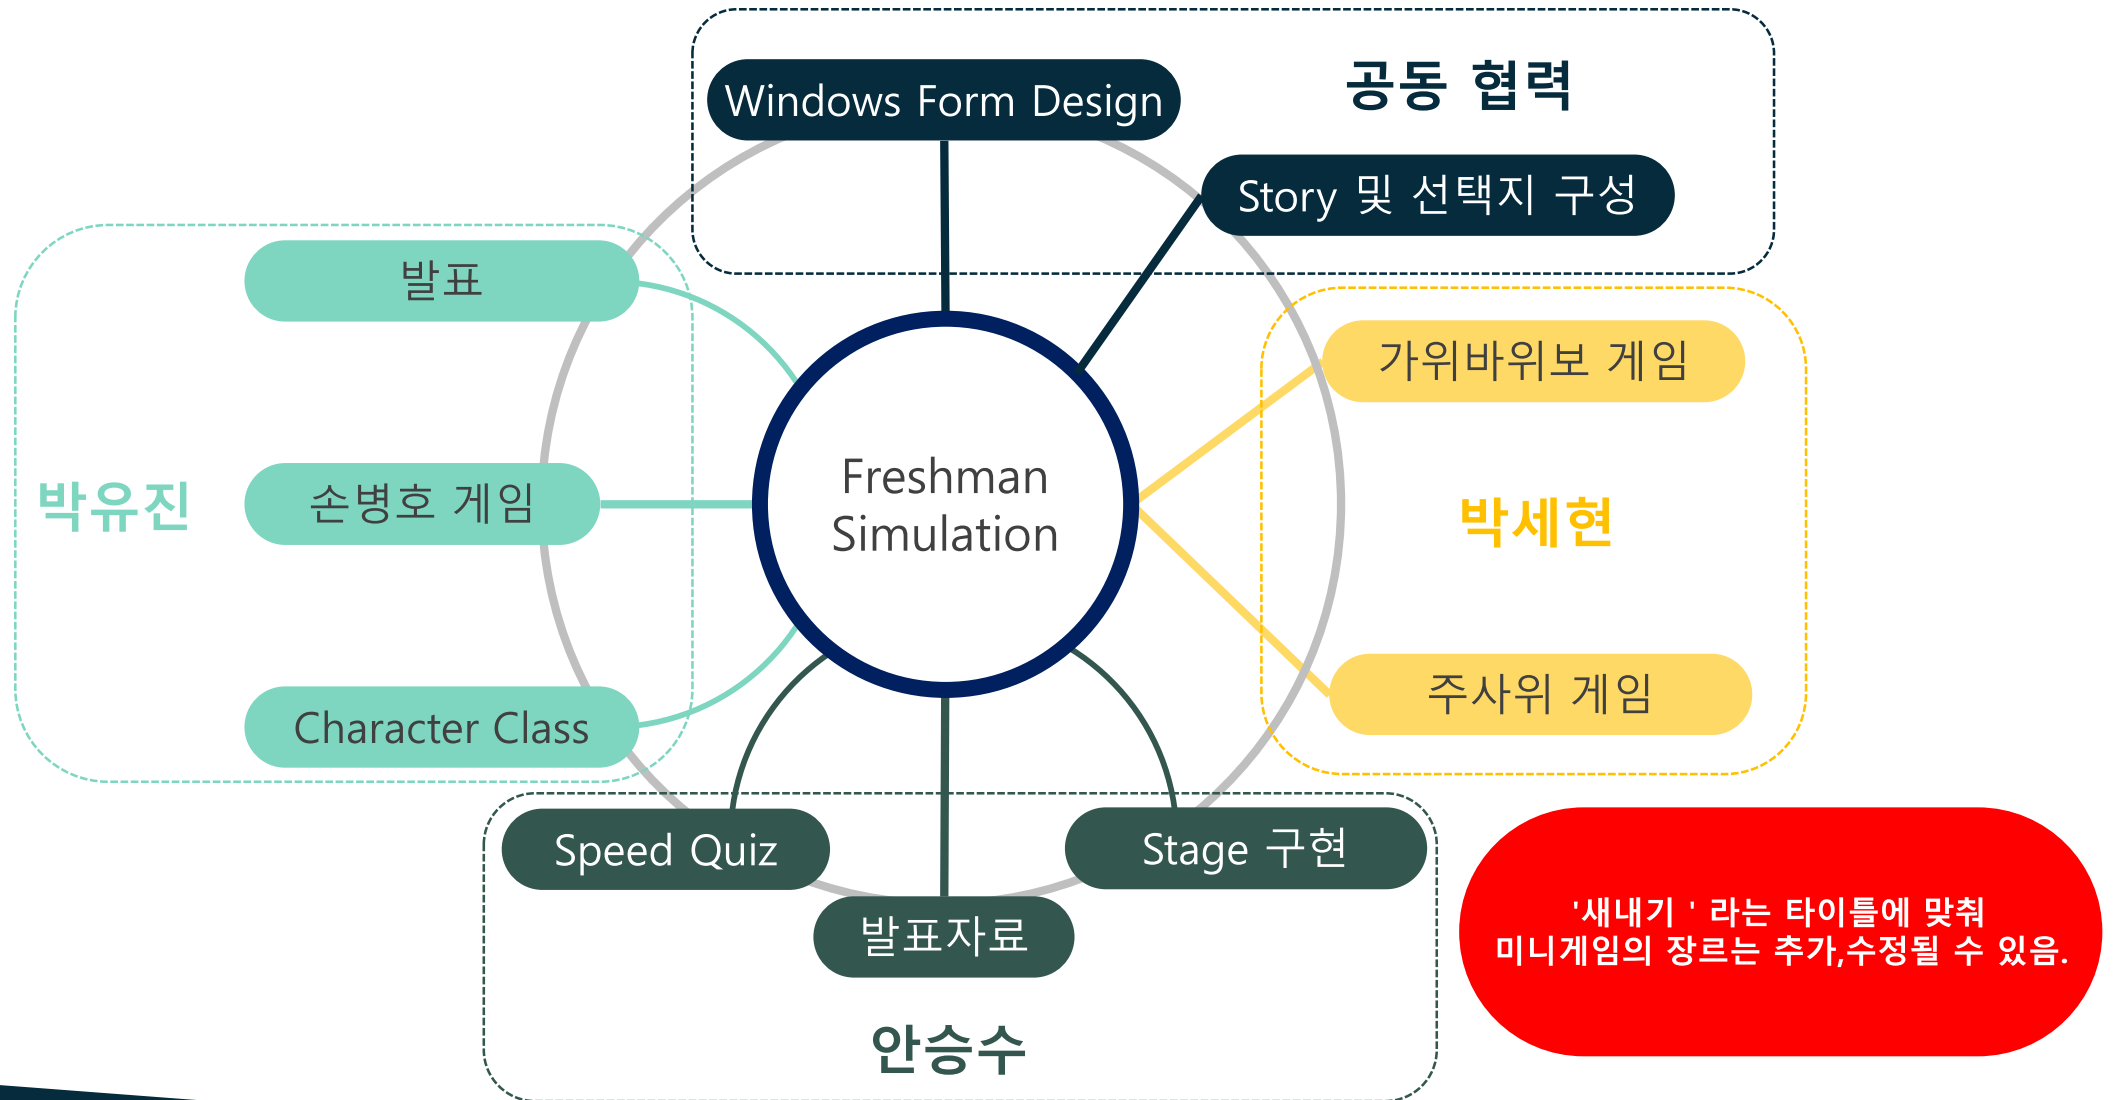 Windows Form Design
공동 협력
Story 및 선택지 구성
발표
손병호 게임
박유진
Character Class
Freshman
Simulation
가위바위보 게임
박세현
주사위 게임
Speed Quiz
Stage 구현
발표자료
안승수
'새내기 ' 라는 타이틀에 맞춰
미니게임의 장르는 추가,수정될 수 있음.